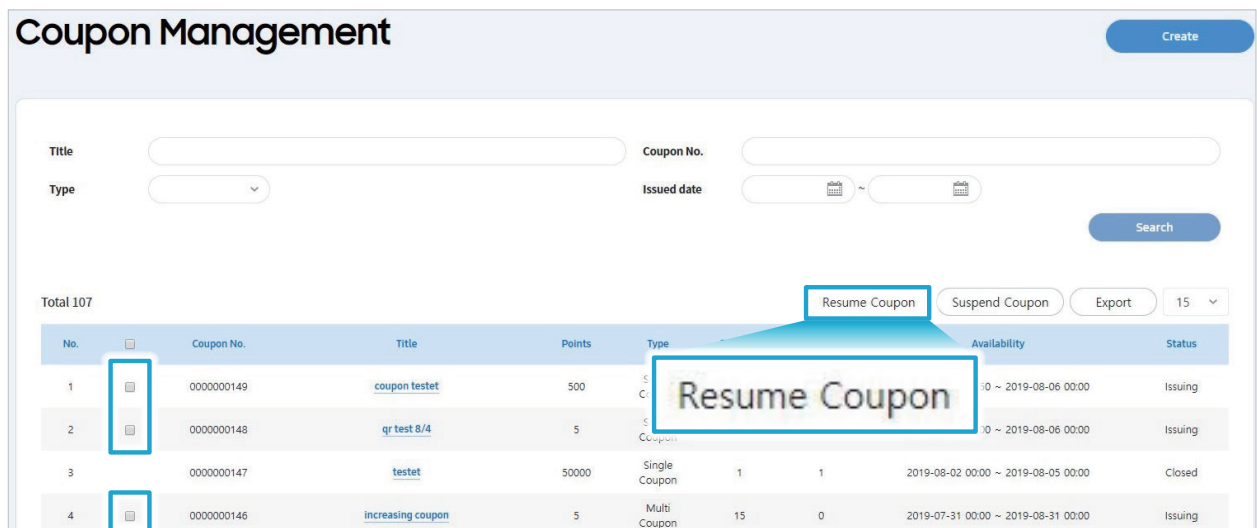 Coupon Management
Create
TItle
Coupon No.
Type
Issued date
~
Search
Total 107
Resume Coupon Suspend Coupon Export 15
No. Coupon No. Title Points Type Availability Status
Resume Coupon
1 0000000149 coupon testet 500 ~ 2019-08-06 00:00 Issuing
2 0000000148 qr test 8/4 5 Coupon ~ 2019-08-06 00:00 Issuing
3 0000000147 testet 50000 Single Coupon 1 1 2019-08-02 00:00 ~ 2019-08-05 00:00 Closed
4 0000000146 increasing coupon 5 Multi Coupon 15 0 2019-07-31 00:00 ~ 2019-08-31 00:00 Issuing